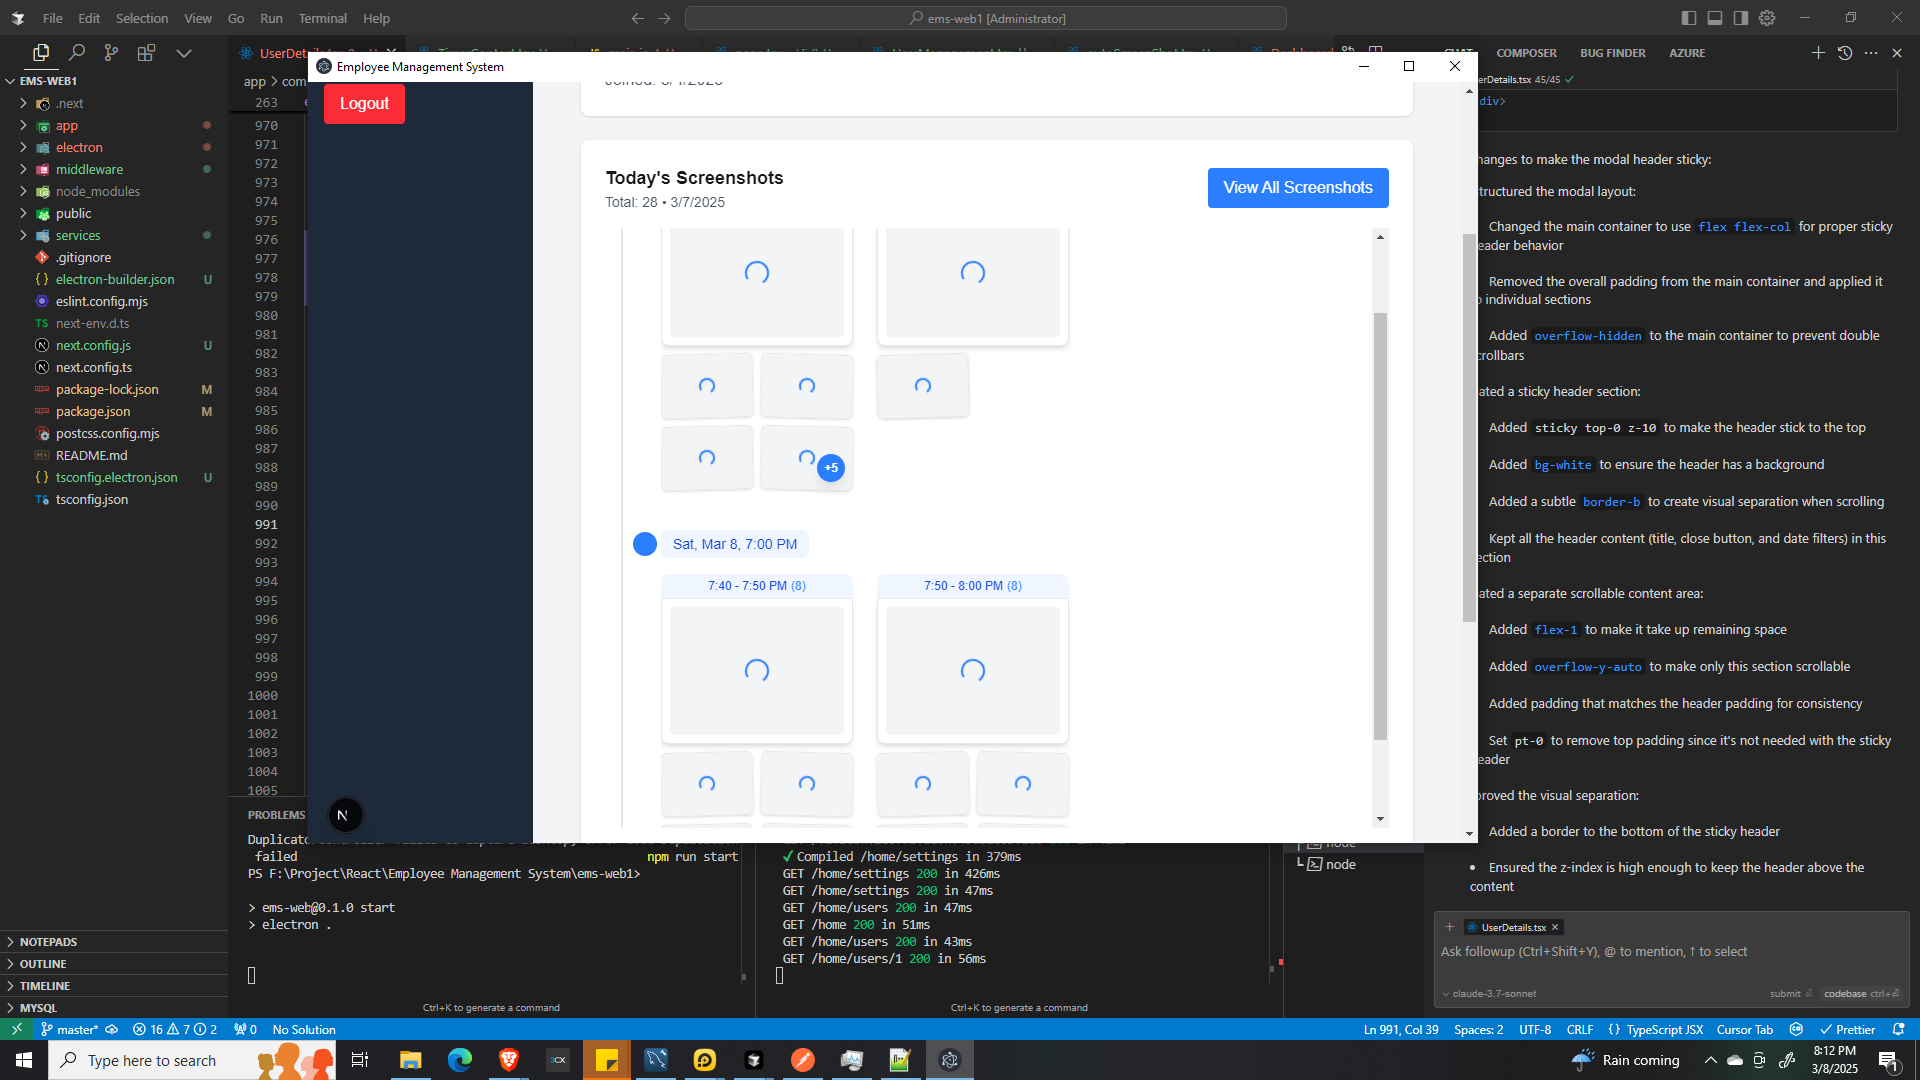 File Edit Selection View Go Run Terminal Help
ems-web1 [Administrator]
CHAT COMPOSER BUG FINDER AZURE
EMS-WEB1
.next
app
electron
middleware
node_modules
public
services
.gitignore
electron-builder.json U
eslint.config.mjs
next-env.d.ts
next.config.js U
next.config.ts
package-lock.json M
package.json M
postcss.config.mjs
README.md
tsconfig.electron.json U
tsconfig.json
NOTEPADS
OUTLINE
TIMELINE
MYSQL
app > com
263
970
971
972
973
974
975
976
977
978
979
980
981
982
983
984
985
986
987
988
989
990
991
992
993
994
995
996
997
998
999
1000
1001
1002
1003
1004
1005
Employee Management System
Logout
Today's Screenshots
Total: 28 • 3/7/2025
View All Screenshots
+5
Sat, Mar 8, 7:00 PM
7:40 - 7:50 PM (8)
7:50 - 8:00 PM (8)
N
PROBLEMS
failed npm run start
PS F:\Project\React\Employee Management System\ems-web1>
> ems-web@0.1.0 start
> electron .
Ctrl+K to generate a command
✓ Compiled /home/settings in 379ms
GET /home/settings 200 in 426ms
GET /home/settings 200 in 47ms
GET /home/users 200 in 47ms
GET /home 200 in 51ms
GET /home/users 200 in 43ms
GET /home/users/1 200 in 56ms
Ctrl+K to generate a command
node
node
erDetails.tsx 45/45 ✓
div>
hanges to make the modal header sticky:
tructured the modal layout:
Changed the main container to use flex flex-col for proper sticky
eader behavior
Removed the overall padding from the main container and applied it
o individual sections
Added overflow-hidden to the main container to prevent double
crollbars
ated a sticky header section:
Added sticky top-0 z-10 to make the header stick to the top
Added bg-white to ensure the header has a background
Added a subtle border-b to create visual separation when scrolling
Kept all the header content (title, close button, and date filters) in this
ection
ated a separate scrollable content area:
Added flex-1 to make it take up remaining space
Added overflow-y-auto to make only this section scrollable
Added padding that matches the header padding for consistency
Set pt-0 to remove top padding since it's not needed with the sticky
eader
proved the visual separation:
Added a border to the bottom of the sticky header
• Ensured the z-index is high enough to keep the header above the
content
UserDetails.tsx
Ask followup (Ctrl+Shift+Y), @ to mention, ↑ to select
claude-3.7-sonnet submit codebase ctrl+⏎
master* 16 7 2 0 No Solution
Ln 991, Col 39 Spaces: 2 UTF-8 CRLF { } TypeScript JSX Cursor Tab Prettier
Type here to search
Rain coming
8:12 PM
3/8/2025
1